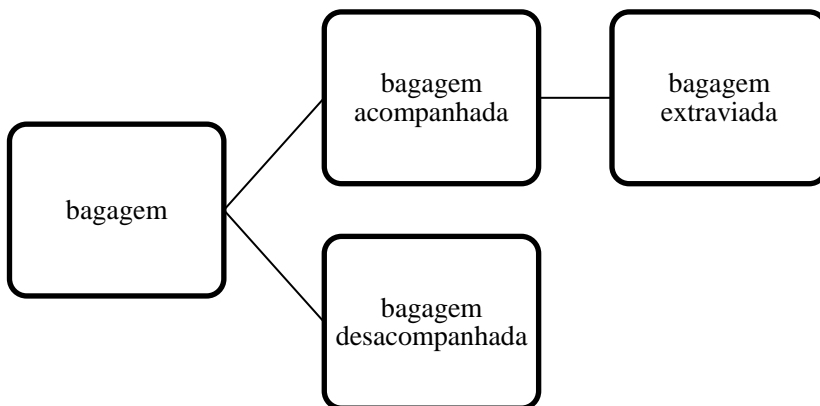 bagagem
bagagem
acompanhada
bagagem
extraviada
bagagem
desacompanhada